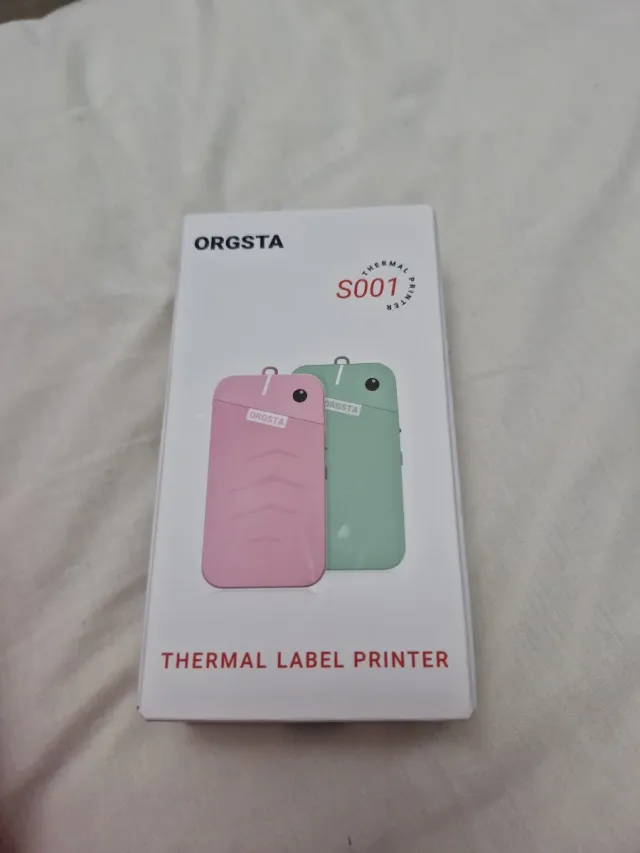 ORGSTA
THERMAL PRINTER
S001
ORGSTA
ORGSTA
THERMAL LABEL PRINTER